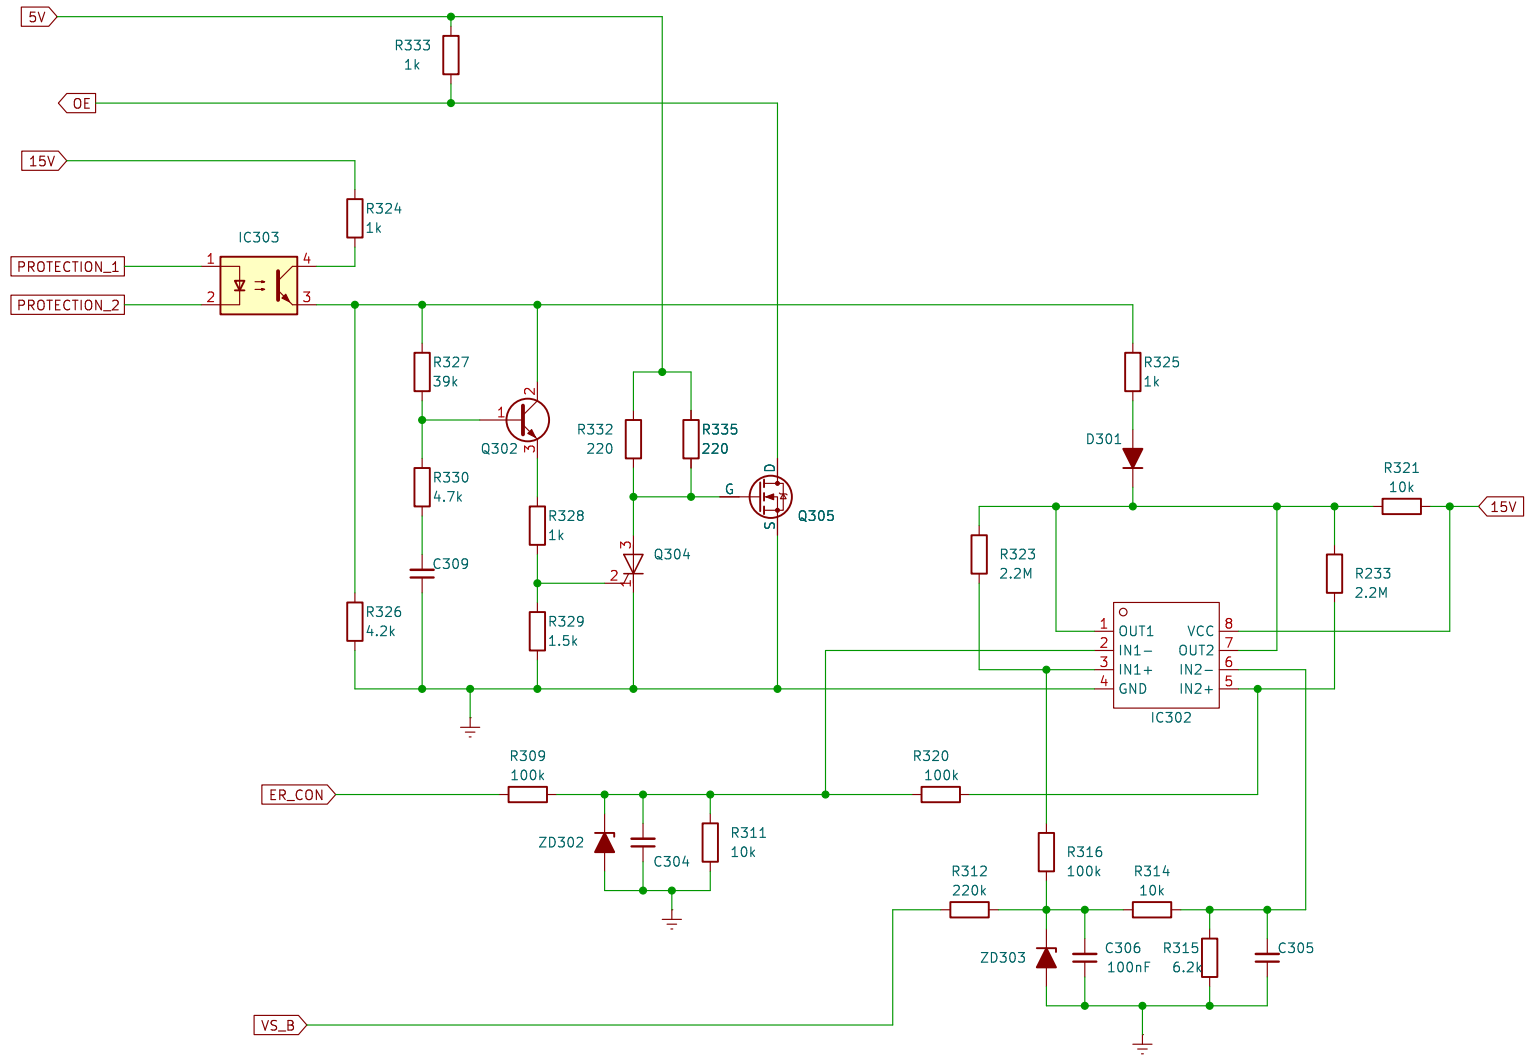 5V
R333
1k
OE
15V
R324
1k
IC303
PROTECTION_1
1
4
PROTECTION_2
2
3
R327
39k
R325
1k
2
1
Q302
3
R332
220
R335
220
D301
D
G
S
Q305
R330
4.7k
R321
10k
15V
R328
1k
3
Q304
2
1
C309
R323
2.2M
R233
2.2M
R326
4.2k
R329
1.5k
1 OUT1 VCC 8
2 IN1- OUT2 7
3 IN1+ IN2- 6
4 GND IN2+ 5
IC302
R309
100k
R320
100k
ER_CON
ZD302
C304
R311
10k
R316
100k
R312
220k
R314
10k
ZD303
C306
100nF
R315
6.2k
C305
VS_B